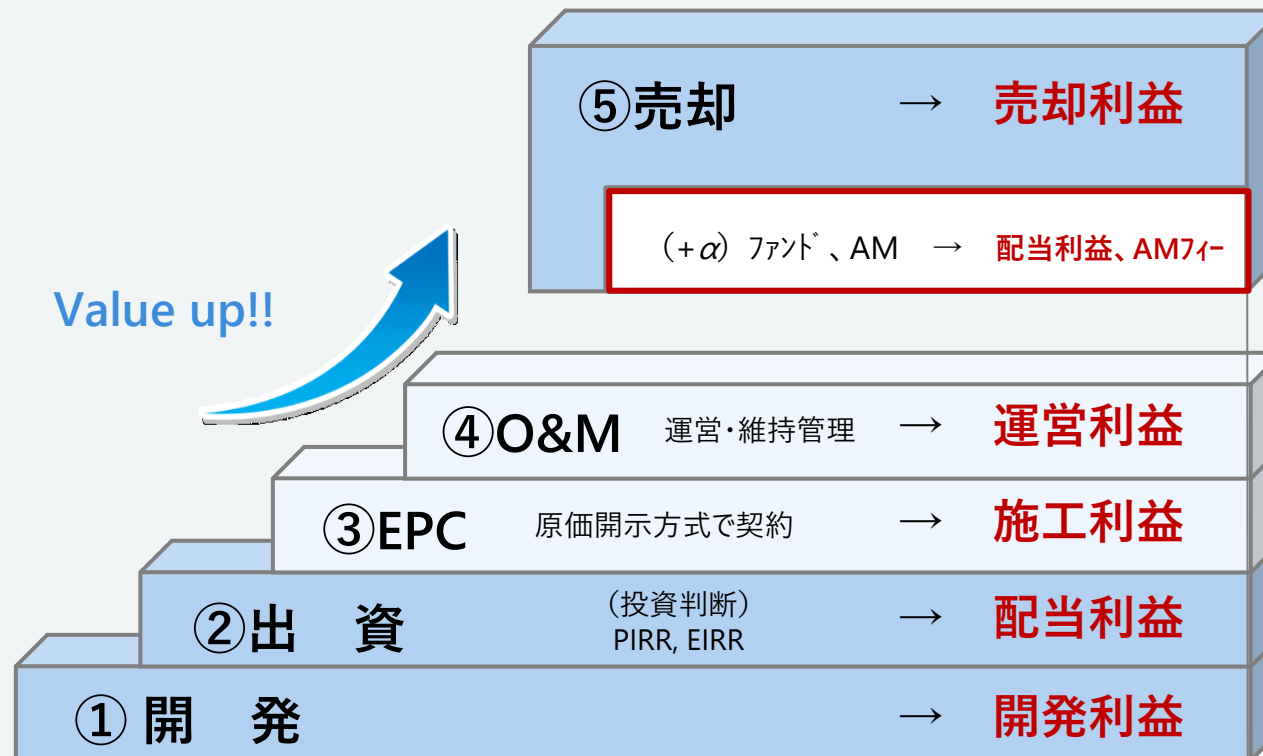 ⑤売却 → 売却利益
(+α) ﾌｧﾝﾄﾞ、AM → 配当利益、AMﾌｨｰ
Value up!!
④O&M 運営・維持管理 → 運営利益
③EPC 原価開示方式で契約 → 施工利益
②出　資 (投資判断) PIRR, EIRR → 配当利益
①開　発 → 開発利益